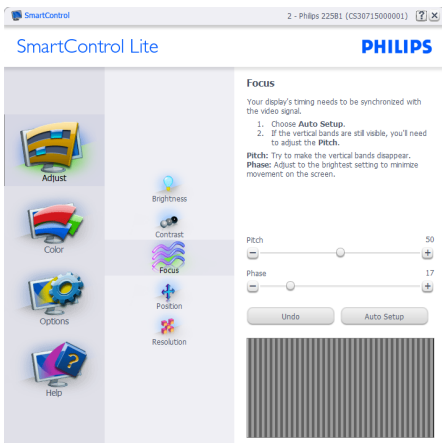 SmartControl
2 - Philips 225B1 (CS30715000001)
SmartControl Lite
PHILIPS
Adjust
Color
Options
Help
Brightness
Contrast
Focus
Position
Resolution
Focus
Your display's timing needs to be synchronized with
the video signal.
1. Choose Auto Setup.
2. If the vertical bands are still visible, you'll need
to adjust the Pitch.
Pitch: Try to make the vertical bands disappear.
Phase: Adjust to the brightest setting to minimize
movement on the screen.
Pitch 50
Phase 17
Undo
Auto Setup